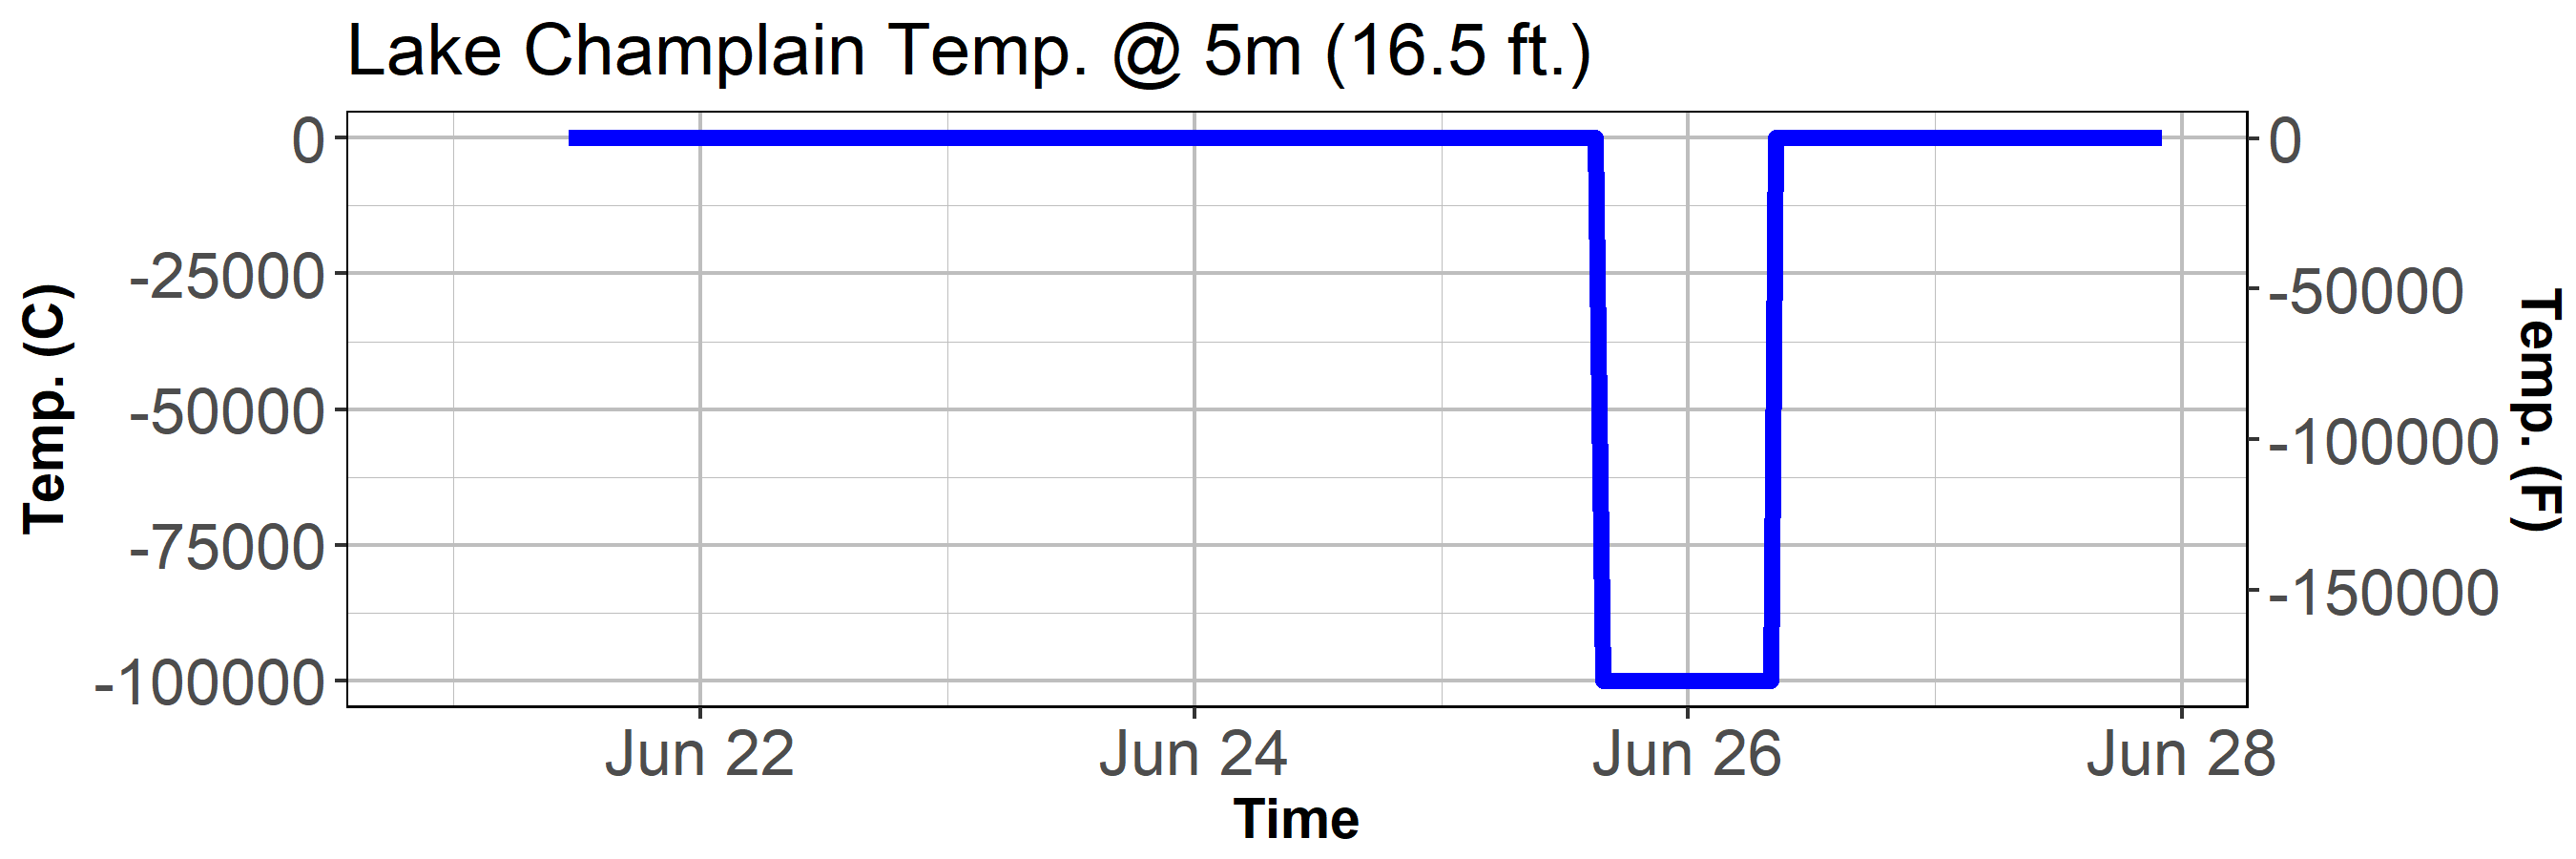 Lake Champlain Temp. @ 5m (16.5 ft.)
Temp. (C)
0
-25000
-50000
-75000
-100000
0
-50000
-100000
-150000
Temp. (F)
Jun 22
Jun 24
Jun 26
Jun 28
Time